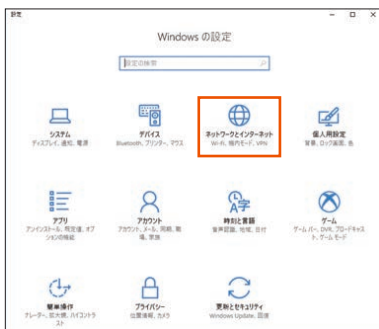 設定
Windows の設定
設定の検索
システム
ディスプレイ、通知、電源
デバイス
Bluetooth、プリンター、マウス
ネットワークとインターネット
Wi-Fi、機内モード、VPN
個人用設定
背景、ロック画面、色
アプリ
アンインストール、既定値、オプ
ションの機能
アカウント
アカウント、メール、同期、職
場、家族
時刻と言語
音声認識、地域、日付
ゲーム
ゲーム バー、DVR、ブロードキャス
ト、ゲーム モード
簡単操作
ナレーター、拡大鏡、ハイコントラ
スト
プライバシー
位置情報、カメラ
更新とセキュリティ
Windows Update、回復